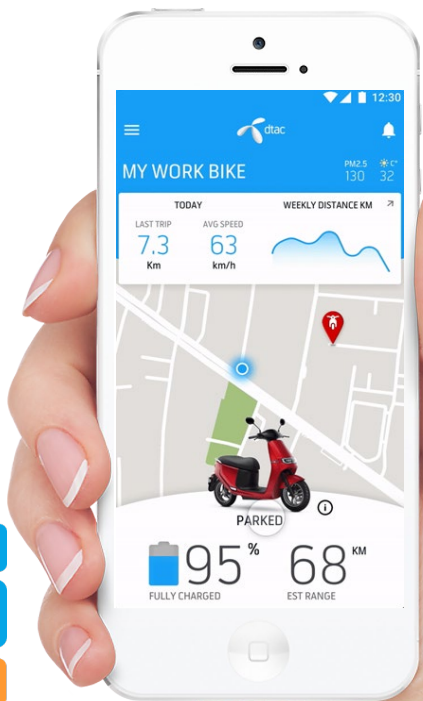 12:30
dtac
MY WORK BIKE
PM2.5 C°
130 32
TODAY
WEEKLY DISTANCE KM
LAST TRIP AVG SPEED
7.3 63
Km km/h
PARKED
95 % 68 KM
FULLY CHARGED EST RANGE